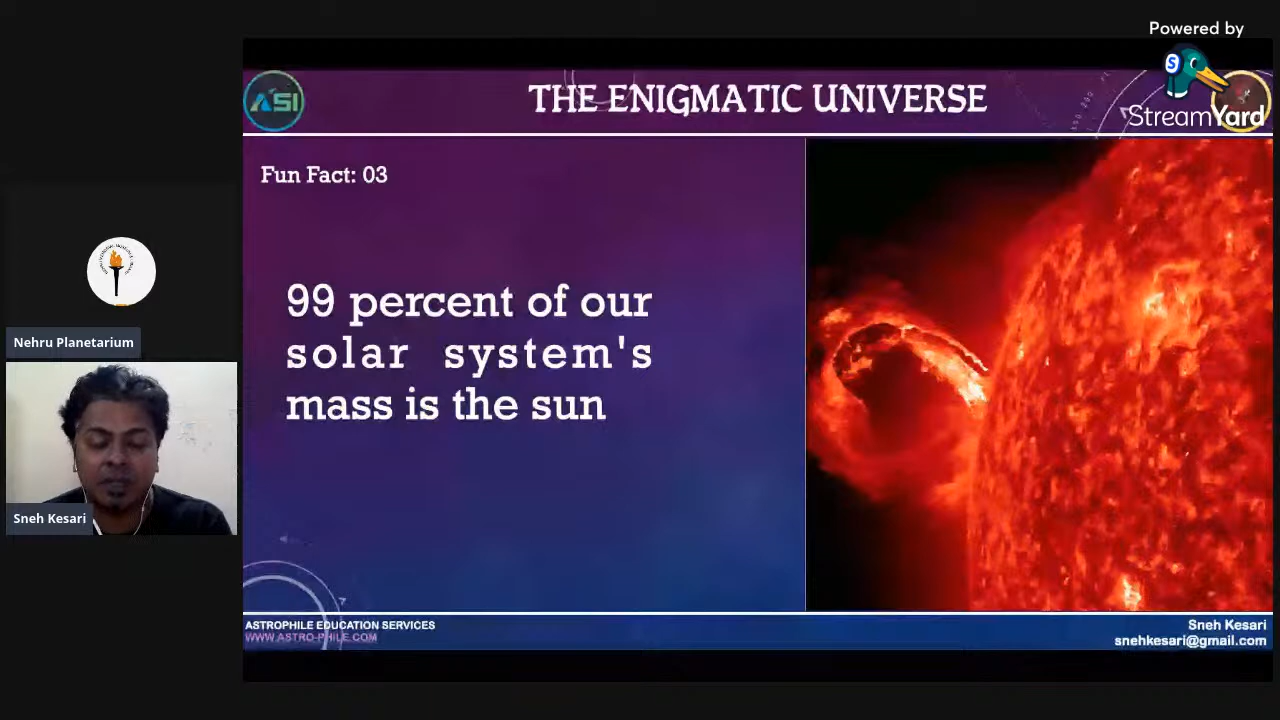 Powered by
StreamYard
ASI
THE ENIGMATIC UNIVERSE
Fun Fact: 03
99 percent of our
solar system's
mass is the sun
Nehru Planetarium
Sneh Kesari
ASTROPHILE EDUCATION SERVICES
WWW.ASTRO-PHILE.COM
Sneh Kesari
snehkesari@gmail.com